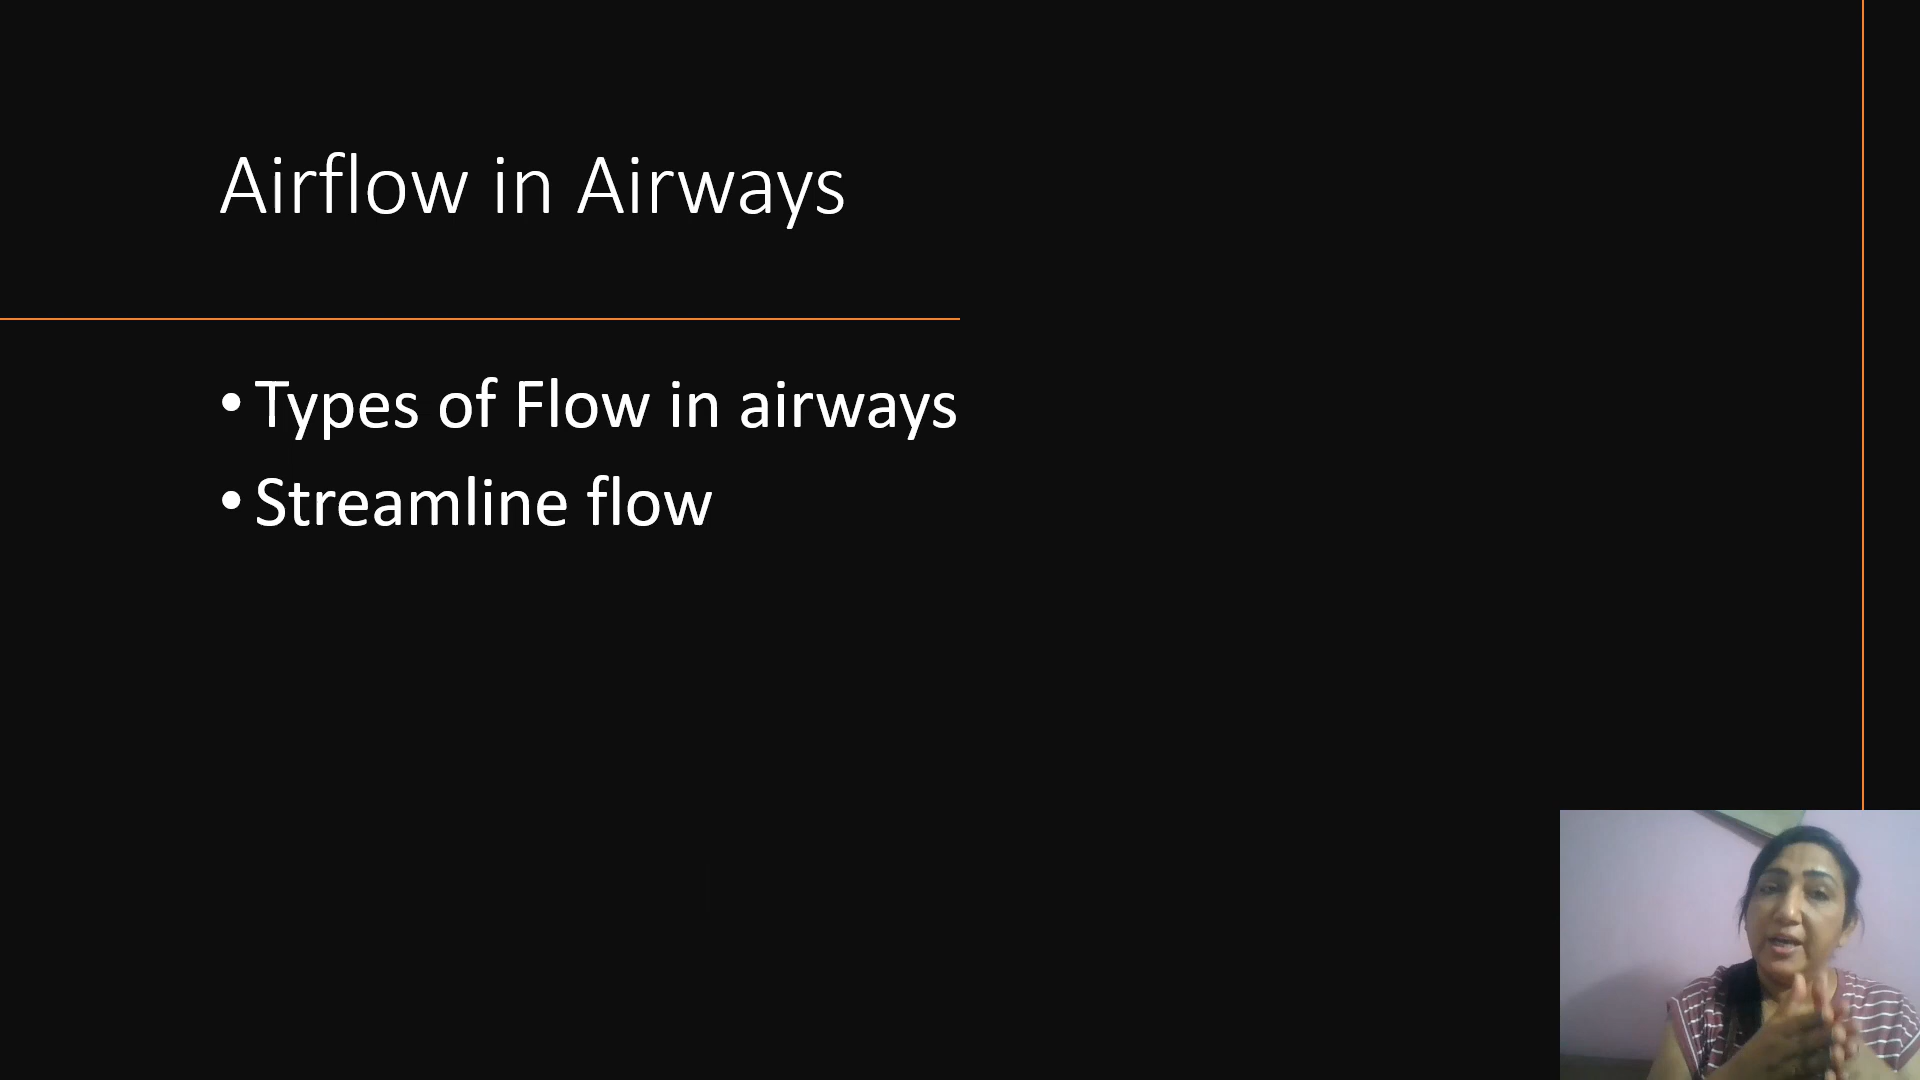 Airflow in Airways
• Types of Flow in airways
• Streamline flow